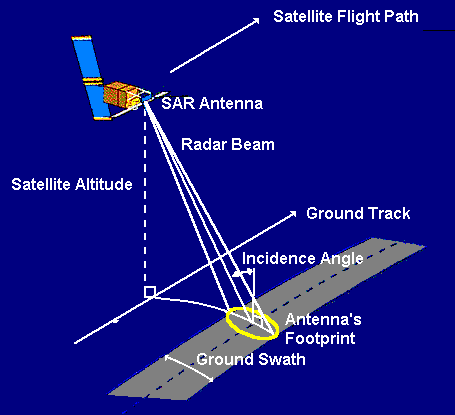 Satellite Flight Path
SAR Antenna
Radar Beam
Satellite Altitude
Ground Track
Incidence Angle
Antenna's
Footprint
Ground Swath